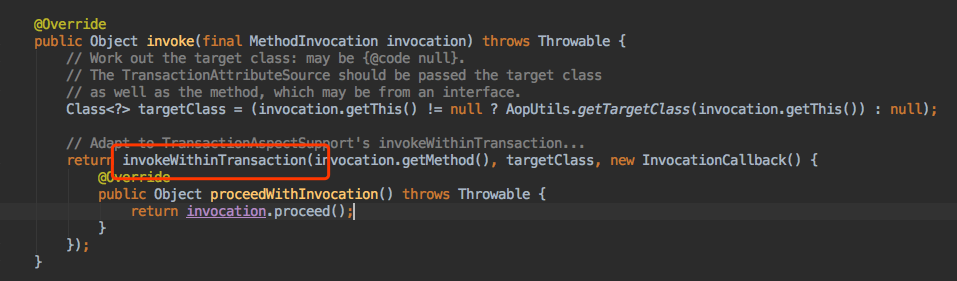 @Override
public Object invoke(final MethodInvocation invocation) throws Throwable {
// Work out the target class: may be {@code null}.
// The TransactionAttributeSource should be passed the target class
// as well as the method, which may be from an interface.
Class<?> targetClass = (invocation.getThis() != null ? AopUtils.getTargetClass(invocation.getThis()) : null);
// Adapt to TransactionAspectSupport's invokeWithinTransaction...
return invokeWithinTransaction(invocation.getMethod(), targetClass, new InvocationCallback() {
@Override
public Object proceedWithInvocation() throws Throwable {
return invocation.proceed();
}
});
}